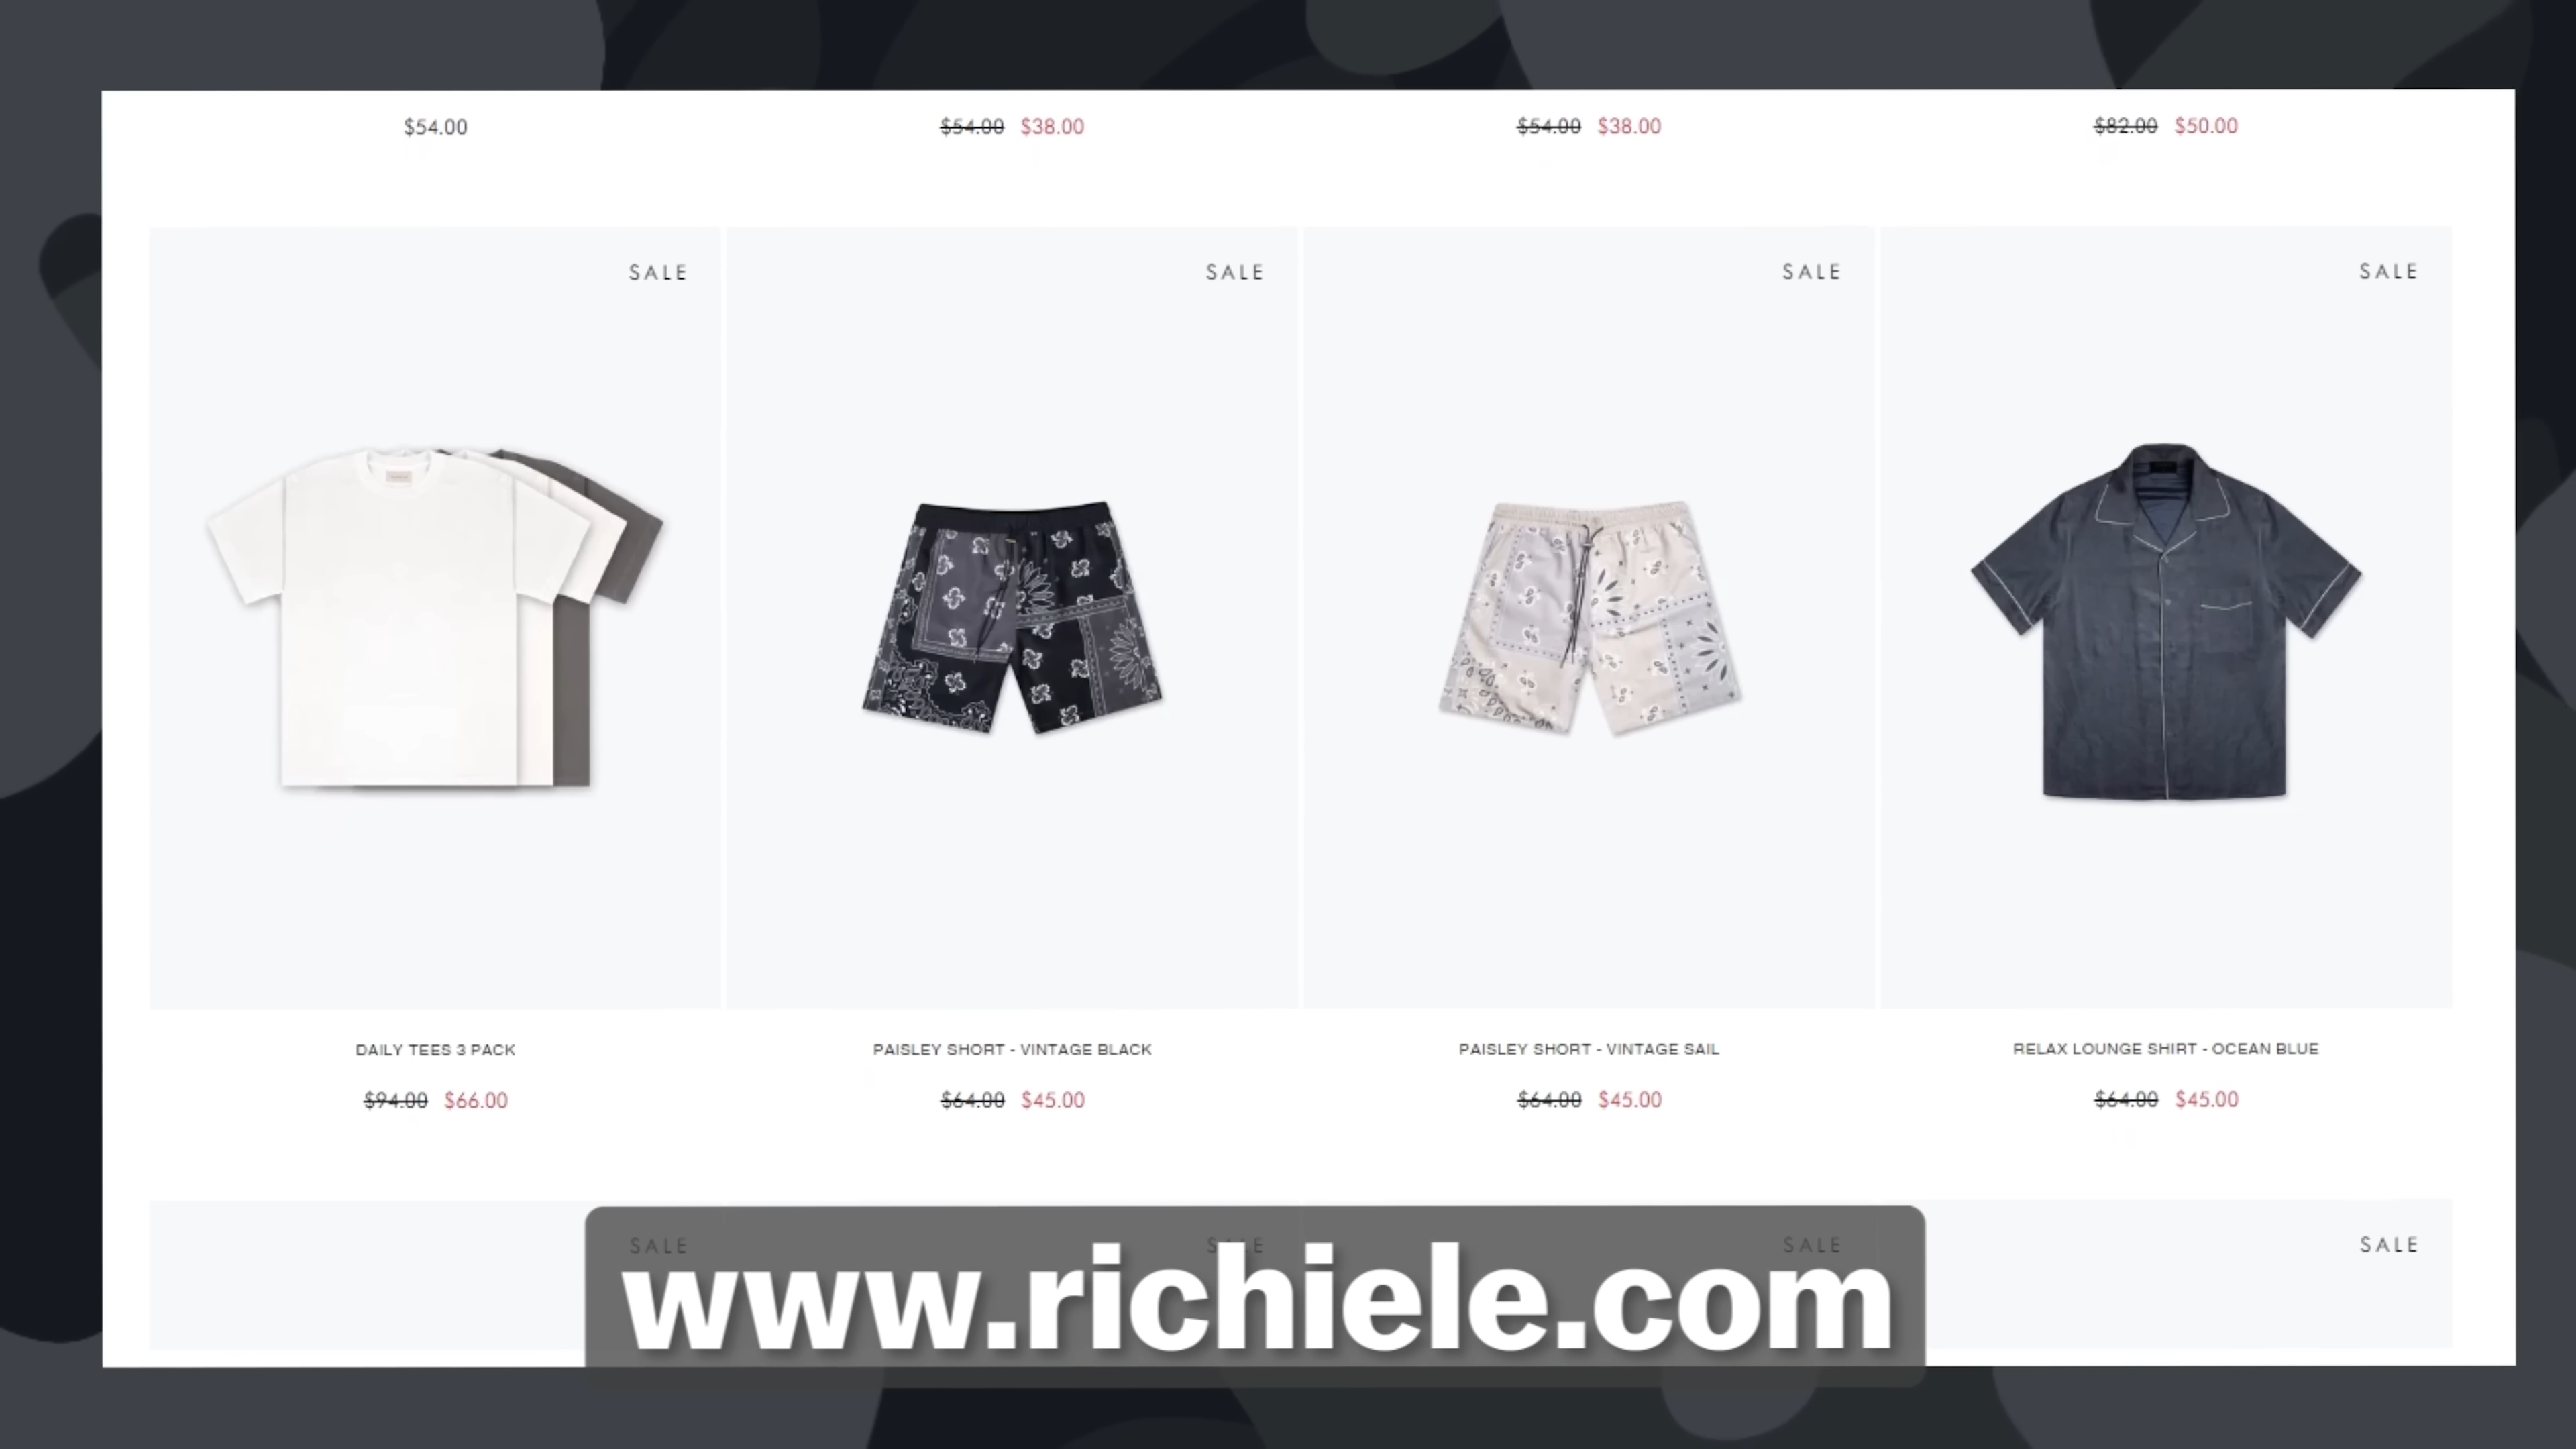 $54.00
$54.00 $38.00
$54.00 $38.00
$82.00 $50.00
SALE
SALE
SALE
SALE
DAILY TEES 3 PACK
$94.00 $66.00
PAISLEY SHORT - VINTAGE BLACK
$64.00 $45.00
PAISLEY SHORT - VINTAGE SAIL
$64.00 $45.00
RELAX LOUNGE SHIRT - OCEAN BLUE
$64.00 $45.00
SALE
SALE
SALE
SALE
www.richiele.com